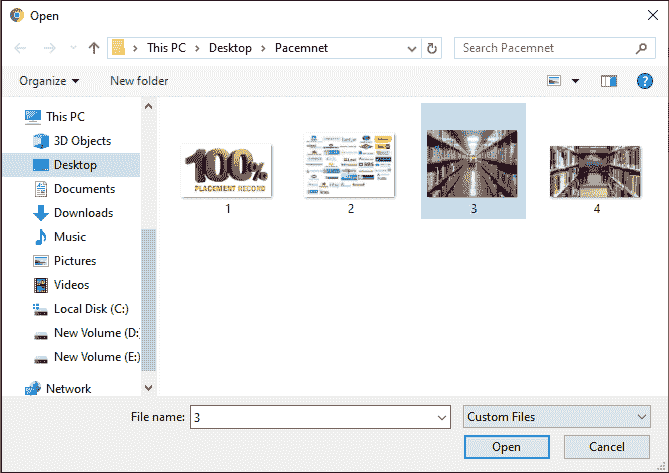 Open
This PC > Desktop > Pacemnet
Search Pacemnet
Organize
New folder
This PC
3D Objects
Desktop
Documents
Downloads
Music
Pictures
Videos
Local Disk (C:)
New Volume (D:
New Volume (E:)
Network
100%
PLACEMENT RECORD
1
2
3
4
File name:
3
Custom Files
Open
Cancel